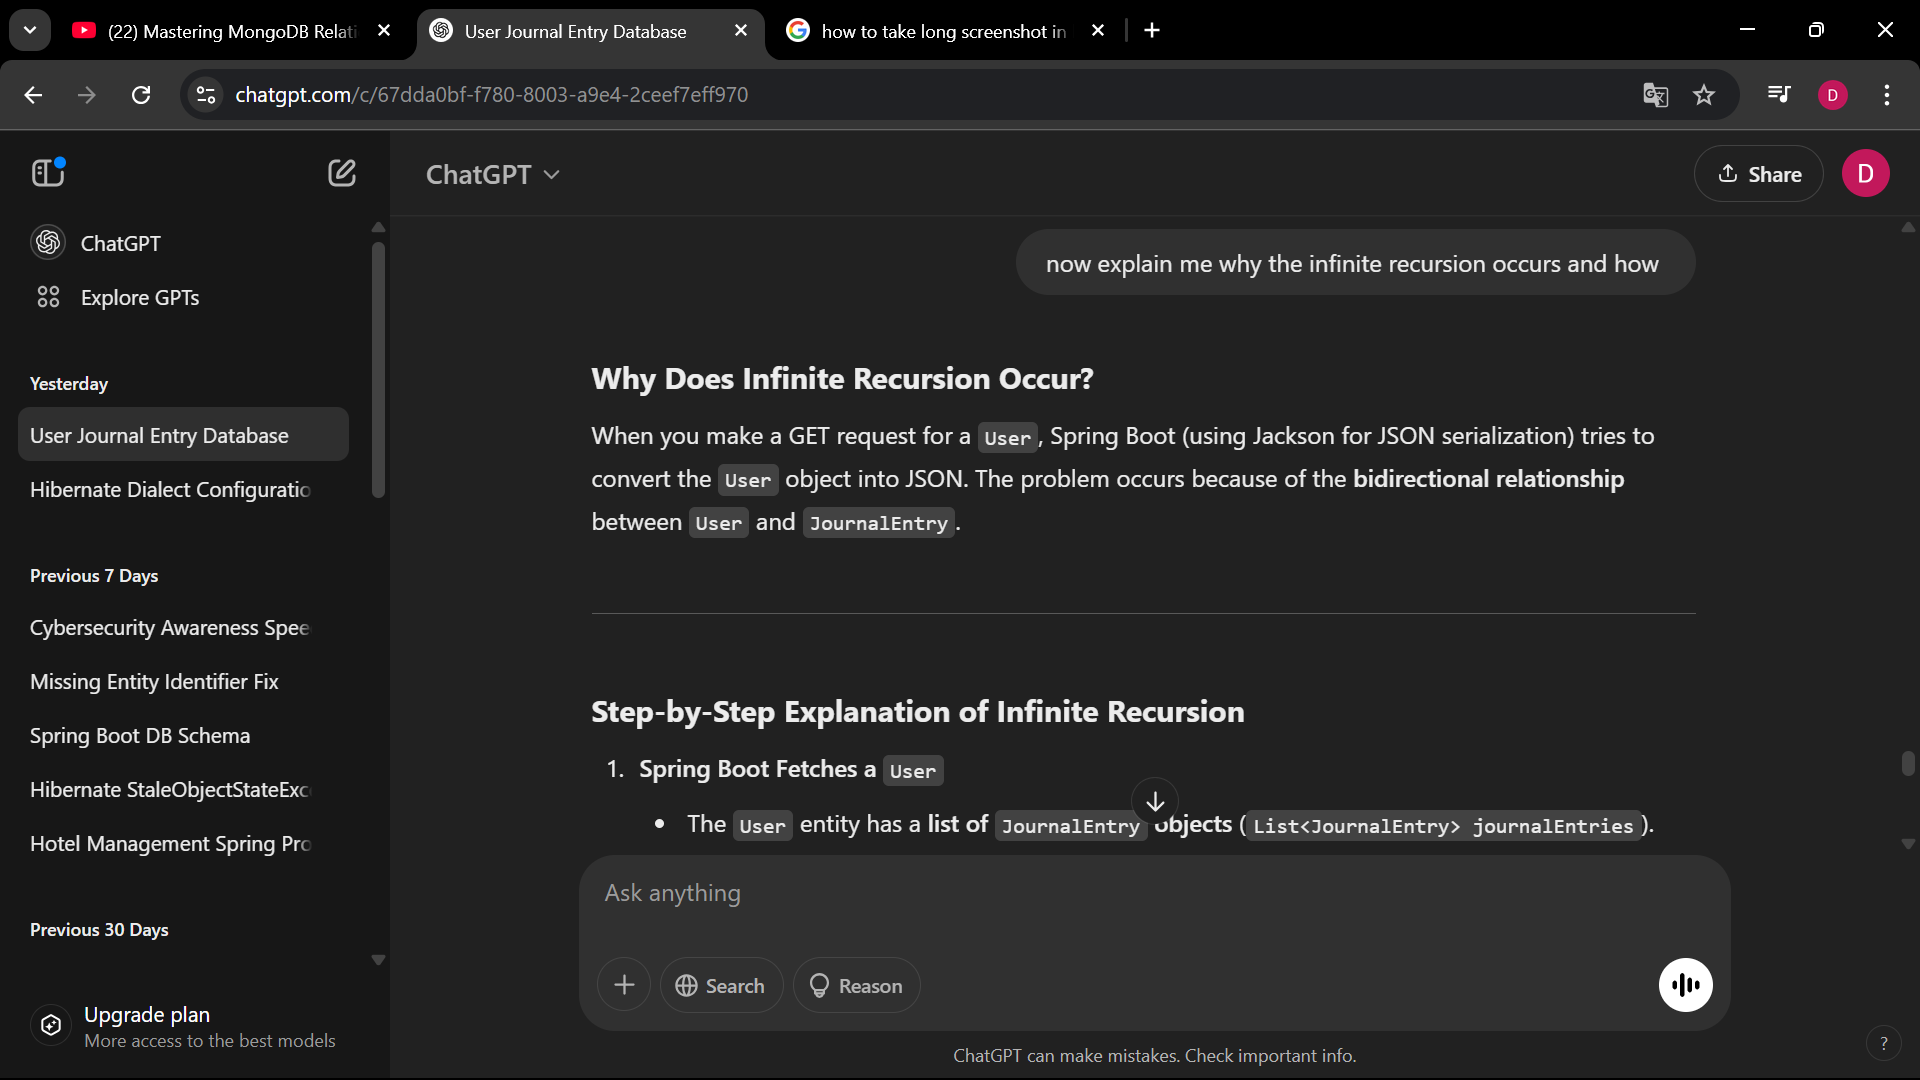 (22) Mastering MongoDB Relati
User Journal Entry Database
how to take long screenshot in
chatgpt.com/c/67dda0bf-f780-8003-a9e4-2ceef7eff970
D
ChatGPT
Explore GPTs
Yesterday
User Journal Entry Database
Hibernate Dialect Configuratio
Previous 7 Days
Cybersecurity Awareness Spee
Missing Entity Identifier Fix
Spring Boot DB Schema
Hibernate StaleObjectStateExc
Hotel Management Spring Pro
Previous 30 Days
Upgrade plan
More access to the best models
ChatGPT
Share
D
now explain me why the infinite recursion occurs and how
Why Does Infinite Recursion Occur?
When you make a GET request for a User, Spring Boot (using Jackson for JSON serialization) tries to
convert the User object into JSON. The problem occurs because of the bidirectional relationship
between User and JournalEntry.
Step-by-Step Explanation of Infinite Recursion
1. Spring Boot Fetches a User
• The User entity has a list of JournalEntry objects (List<JournalEntry> journalEntries).
Ask anything
Search
Reason
ChatGPT can make mistakes. Check important info.
?